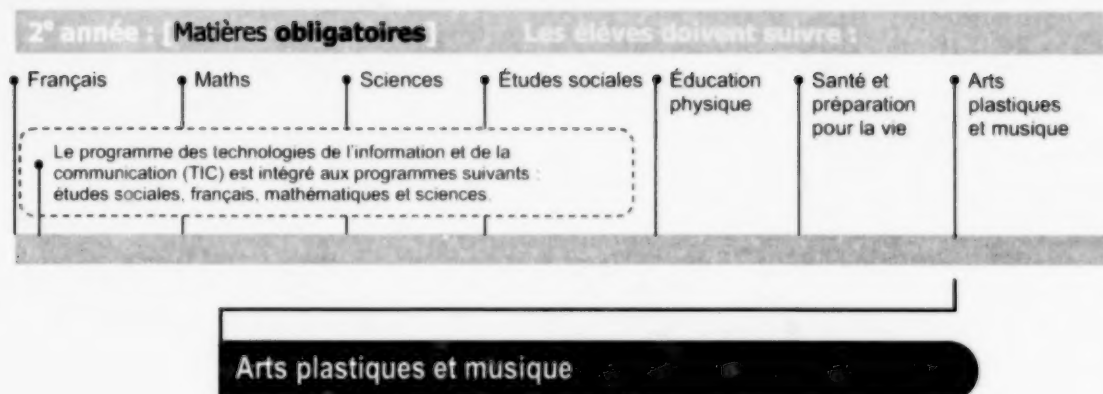 2e année : [Matières obligatoires] Les élèves doivent suivre :
Français
Maths
Sciences
Études sociales
Éducation
physique
Santé et
préparation
pour la vie
Arts
plastiques
et musique
Le programme des technologies de l'information et de la
communication (TIC) est intégré aux programmes suivants :
études sociales, français, mathématiques et sciences.
Arts plastiques et musique